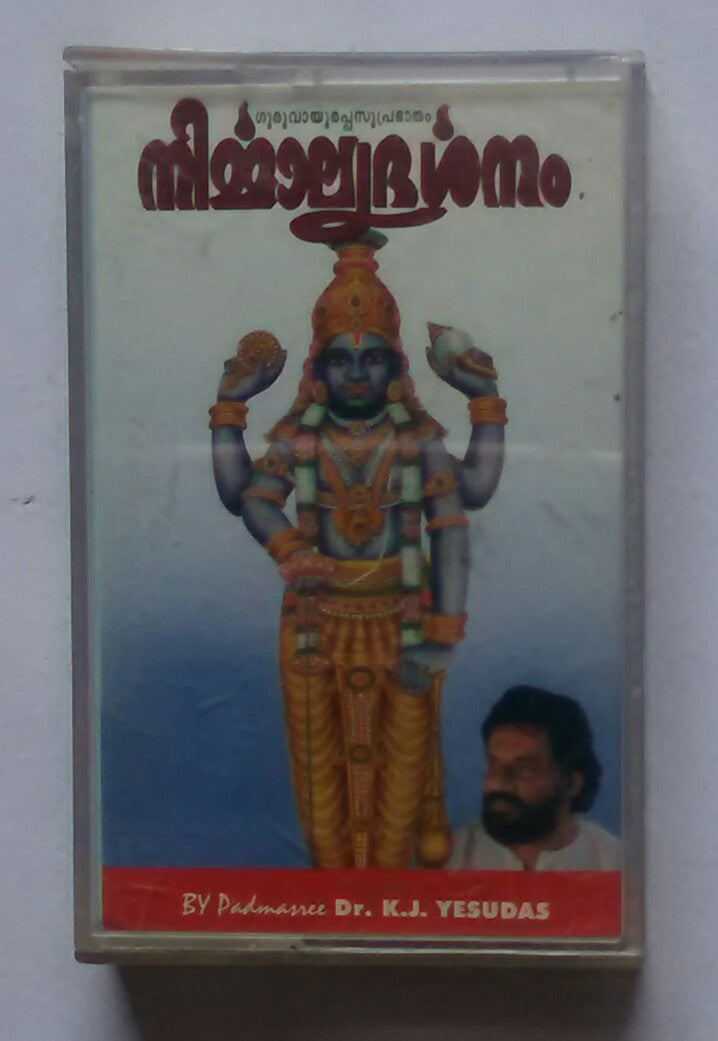 ഗുരുവായൂരപ്പസുപ്രഭാതം
നിർമ്മാല്യദർശനം
BY Padmasree Dr. K.J. YESUDAS